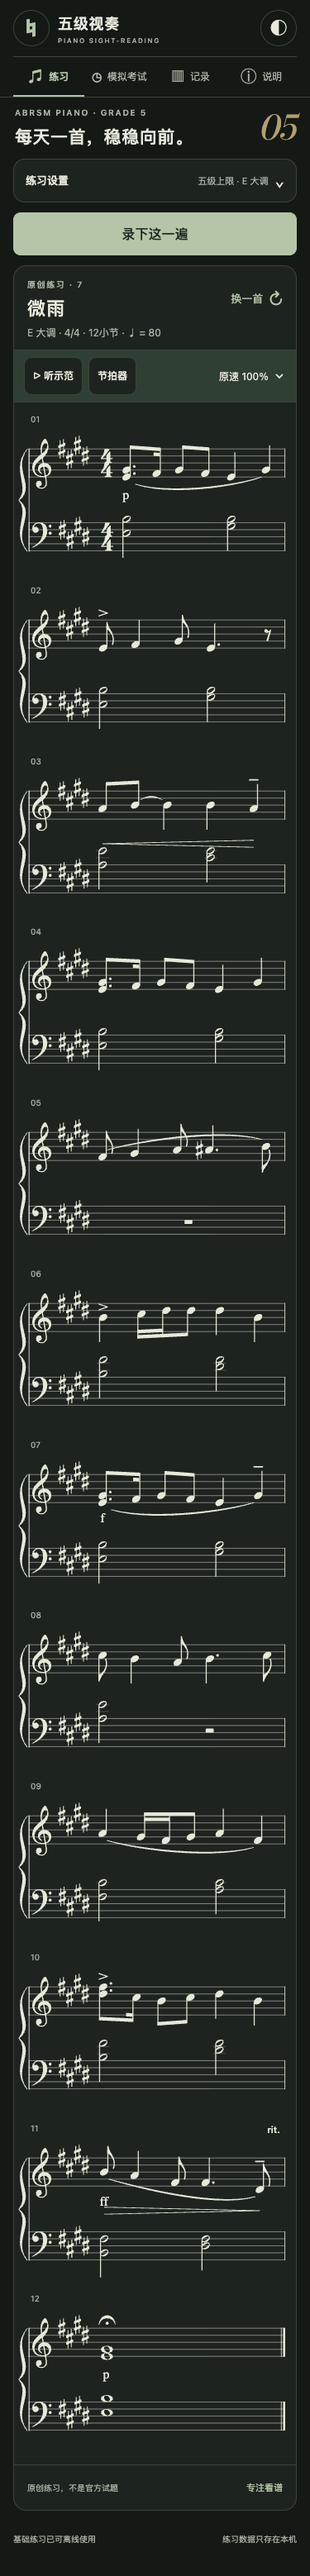 五级视奏
PIANO SIGHT-READING
练习
模拟考试
记录
说明
ABRSM PIANO · GRADE 5
每天一首，稳稳向前。
05
练习设置
五级上限 · E 大调
录下这一遍
原创练习 · 7
微雨
换一首
E 大调 · 4/4 · 12小节 · ♩ = 80
听示范
节拍器
原速 100%
01
p
02
03
04
05
06
07
f
08
09
10
11
rit.
ff
12
p
原创练习，不是官方试题
专注看谱
基础练习已可离线使用
练习数据只存在本机